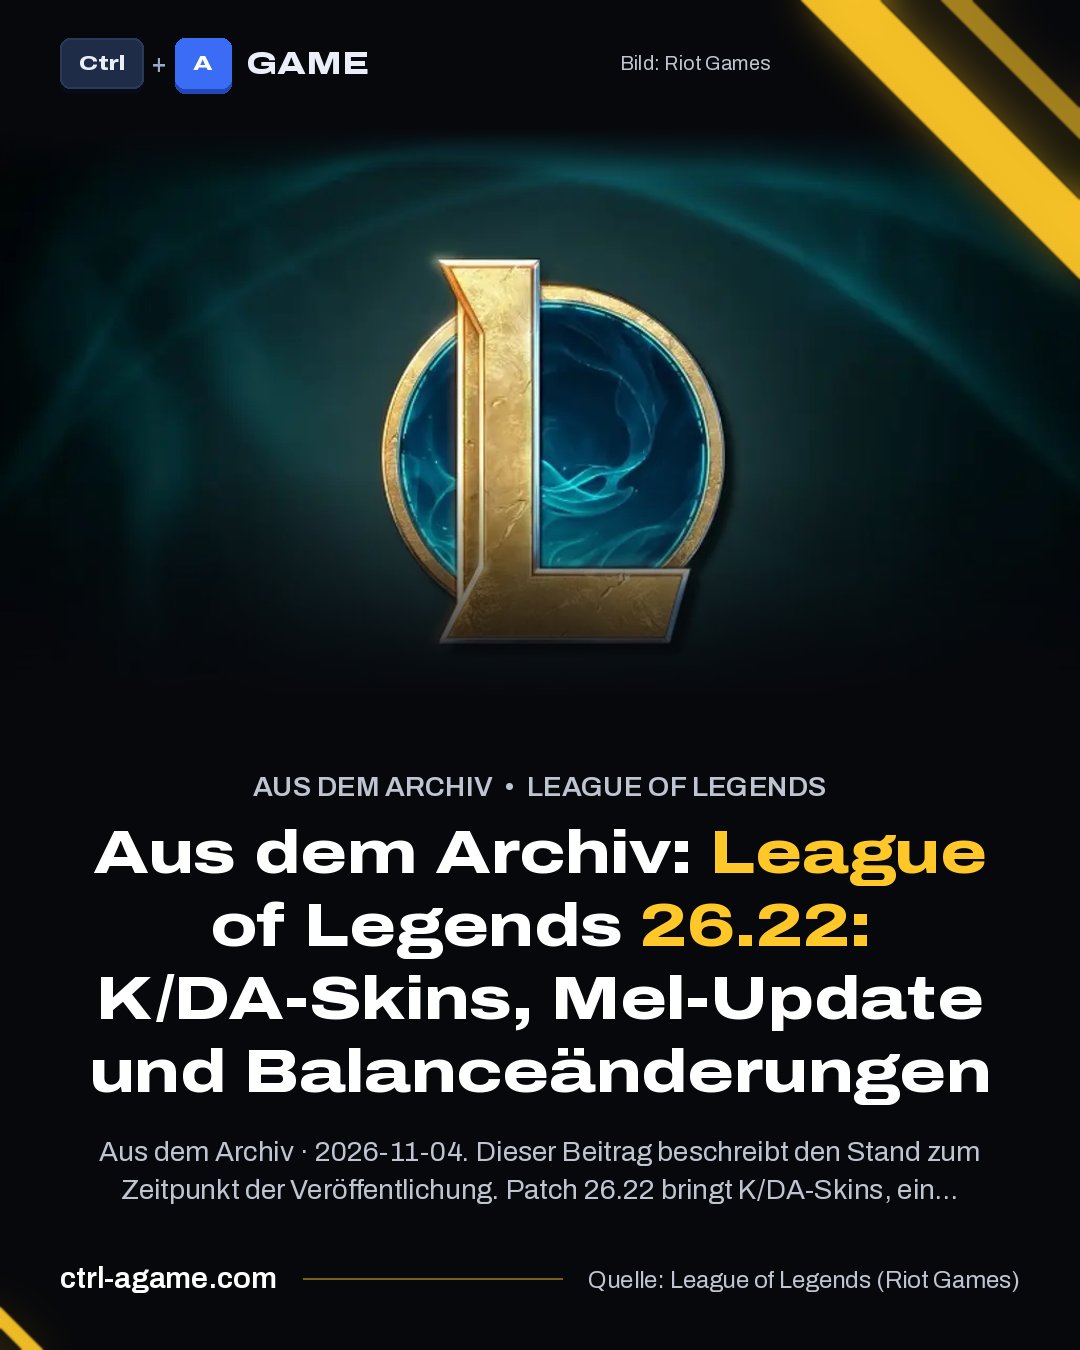 Ctrl + A GAME
Bild: Riot Games
AUS DEM ARCHIV • LEAGUE OF LEGENDS
Aus dem Archiv: League
of Legends 26.22:
K/DA-Skins, Mel-Update
und Balanceänderungen
Aus dem Archiv · 2026-11-04. Dieser Beitrag beschreibt den Stand zum
Zeitpunkt der Veröffentlichung. Patch 26.22 bringt K/DA-Skins, ein...
ctrl-agame.com
Quelle: League of Legends (Riot Games)